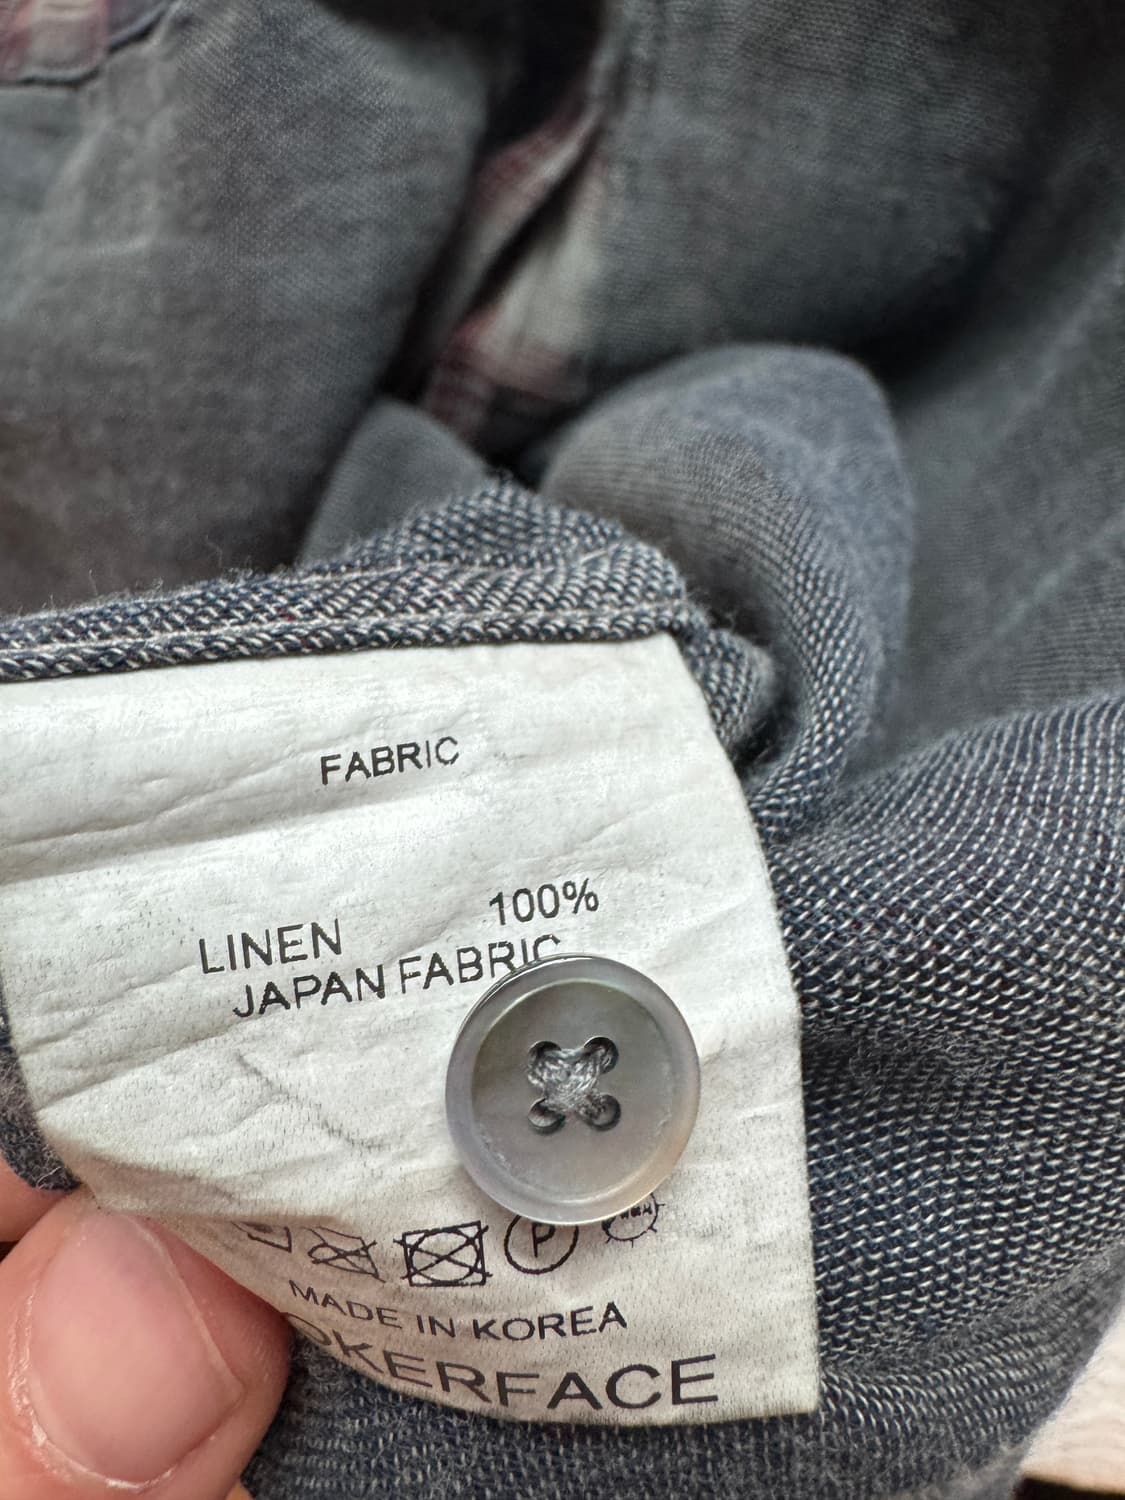 FABRIC
100%
LINEN
JAPAN FABRIC
P
MADE IN KOREA
OKERFACE